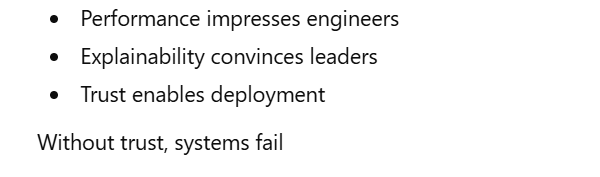 • Performance impresses engineers
• Explainability convinces leaders
• Trust enables deployment
Without trust, systems fail